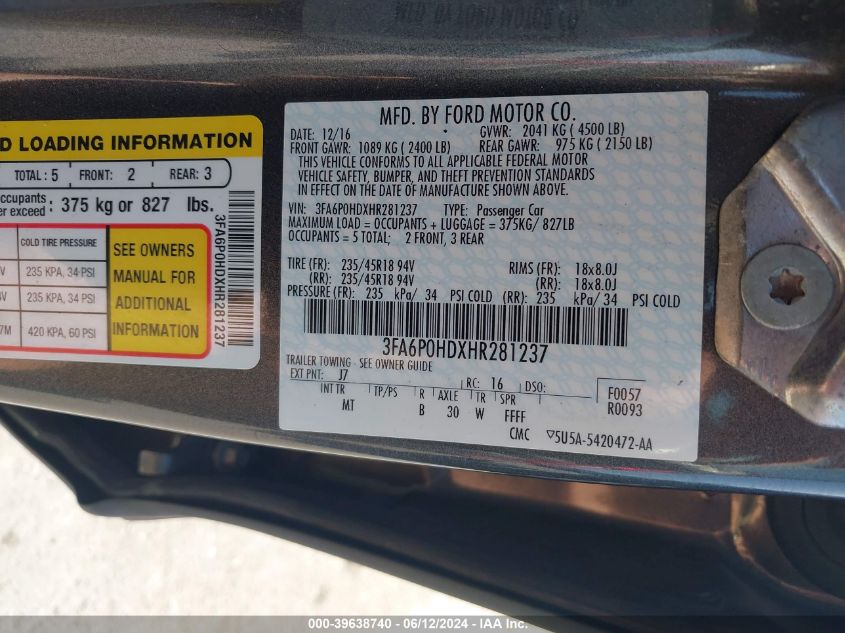 D LOADING INFORMATION
TOTAL: 5 FRONT: 2 REAR: 3
ccupants
er exceed : 375 kg or 827 lbs.
COLD TIRE PRESSURE
V 235 KPA, 34 PSI
V 235 KPA, 34 PSI
7M 420 KPA, 60 PSI
SEE OWNERS
MANUAL FOR
ADDITIONAL
INFORMATION
3FA6P0HDXHR281237
MFD. BY FORD MOTOR CO.
DATE: 12/16 GVWR: 2041 KG ( 4500 LB)
FRONT GAWR: 1089 KG ( 2400 LB) REAR GAWR: 975 KG ( 2150 LB)
THIS VEHICLE CONFORMS TO ALL APPLICABLE FEDERAL MOTOR
VEHICLE SAFETY, BUMPER, AND THEFT PREVENTION STANDARDS
IN EFFECT ON THE DATE OF MANUFACTURE SHOWN ABOVE.
VIN: 3FA6P0HDXHR281237 TYPE: Passenger Car
MAXIMUM LOAD = OCCUPANTS + LUGGAGE = 375KG/ 827LB
OCCUPANTS = 5 TOTAL; 2 FRONT, 3 REAR
TIRE (FR): 235/45R18 94V RIMS (FR): 18x8.0J
(RR): 235/45R18 94V (RR): 18x8.0J
PRESSURE (FR): 235 kPa/ 34 PSI COLD (RR): 235 kPa/ 34 PSI COLD
3FA6P0HDXHR281237
TRAILER TOWING - SEE OWNER GUIDE
EXT PNT: J7 RC: 16 DSO: F0057
INT TR TP/PS R AXLE TR SPR R0093
MT B 30 W FFFF
CMC ▽5U5A-5420472-AA
000-39638740 - 06/12/2024 - IAA Inc.